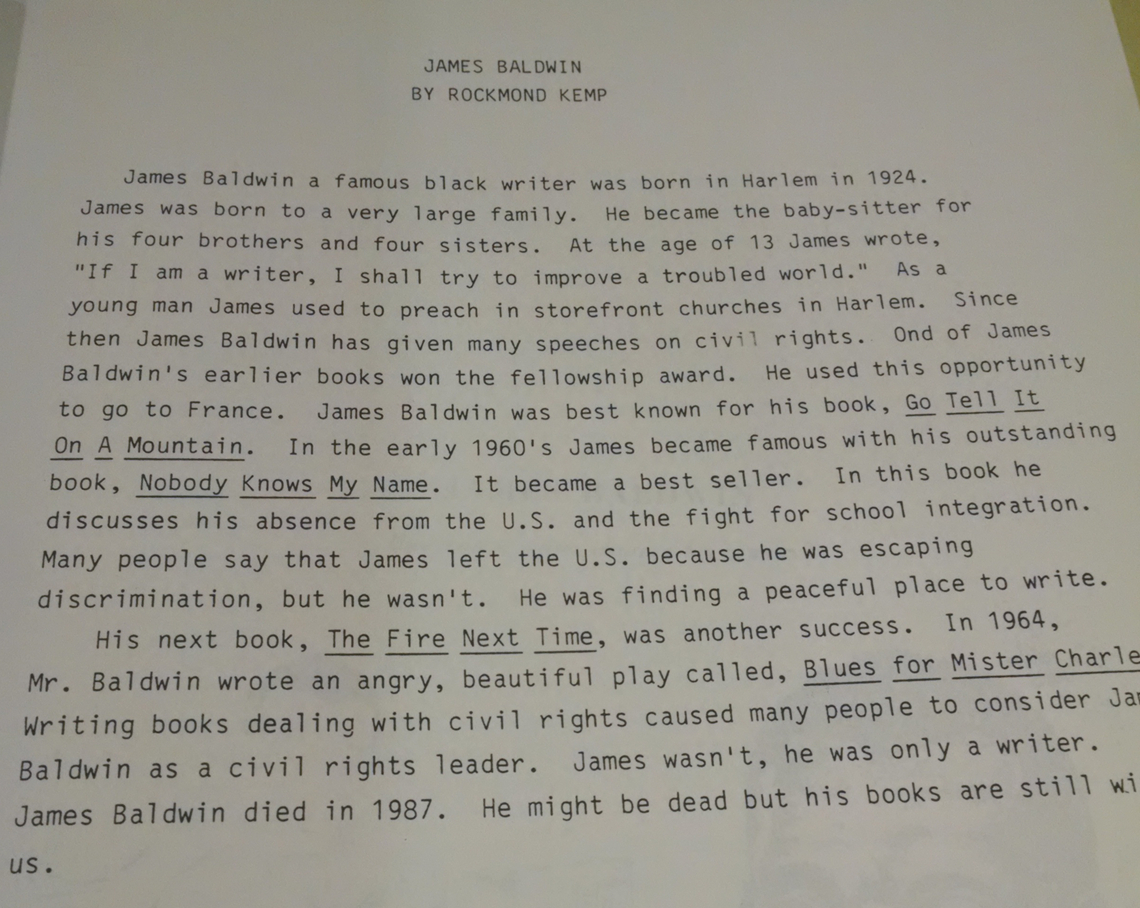 JAMES BALDWIN
BY ROCKMOND KEMP
James Baldwin a famous black writer was born in Harlem in 1924.
James was born to a very large family. He became the baby-sitter for
his four brothers and four sisters. At the age of 13 James wrote,
"If I am a writer, I shall try to improve a troubled world." As a
young man James used to preach in storefront churches in Harlem. Since
then James Baldwin has given many speeches on civil rights. Ond of James
Baldwin's earlier books won the fellowship award. He used this opportunity
to go to France. James Baldwin was best known for his book, Go Tell It
On A Mountain. In the early 1960's James became famous with his outstanding
book, Nobody Knows My Name. It became a best seller. In this book he
discusses his absence from the U.S. and the fight for school integration.
Many people say that James left the U.S. because he was escaping
discrimination, but he wasn't. He was finding a peaceful place to write.
His next book, The Fire Next Time, was another success. In 1964,
Mr. Baldwin wrote an angry, beautiful play called, Blues for Mister Charle
Writing books dealing with civil rights caused many people to consider
Baldwin as a civil rights leader. James wasn't, he was only a writer.
James Baldwin died in 1987. He might be dead but his books are still
us.